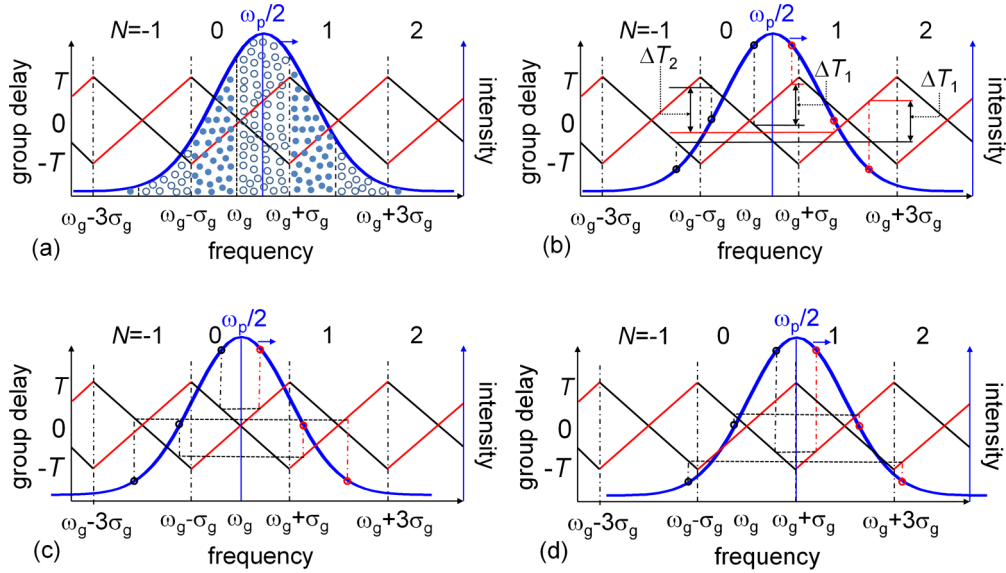 N=-1 0 ωp/2 1 2
group delay
T
0
-T
intensity
ωg-3σg ωg-σg ωg ωg+σg ωg+3σg
(a) frequency
N=-1 0 ωp/2 1 2
ΔT2 ΔT1 ΔT1
group delay
T
0
-T
intensity
ωg-3σg ωg-σg ωg ωg+σg ωg+3σg
(b) frequency
N=-1 0 ωp/2 1 2
group delay
T
0
-T
intensity
ωg-3σg ωg-σg ωg ωg+σg ωg+3σg
(c) frequency
N=-1 0 ωp/2 1 2
group delay
T
0
-T
intensity
ωg-3σg ωg-σg ωg ωg+σg ωg+3σg
(d) frequency